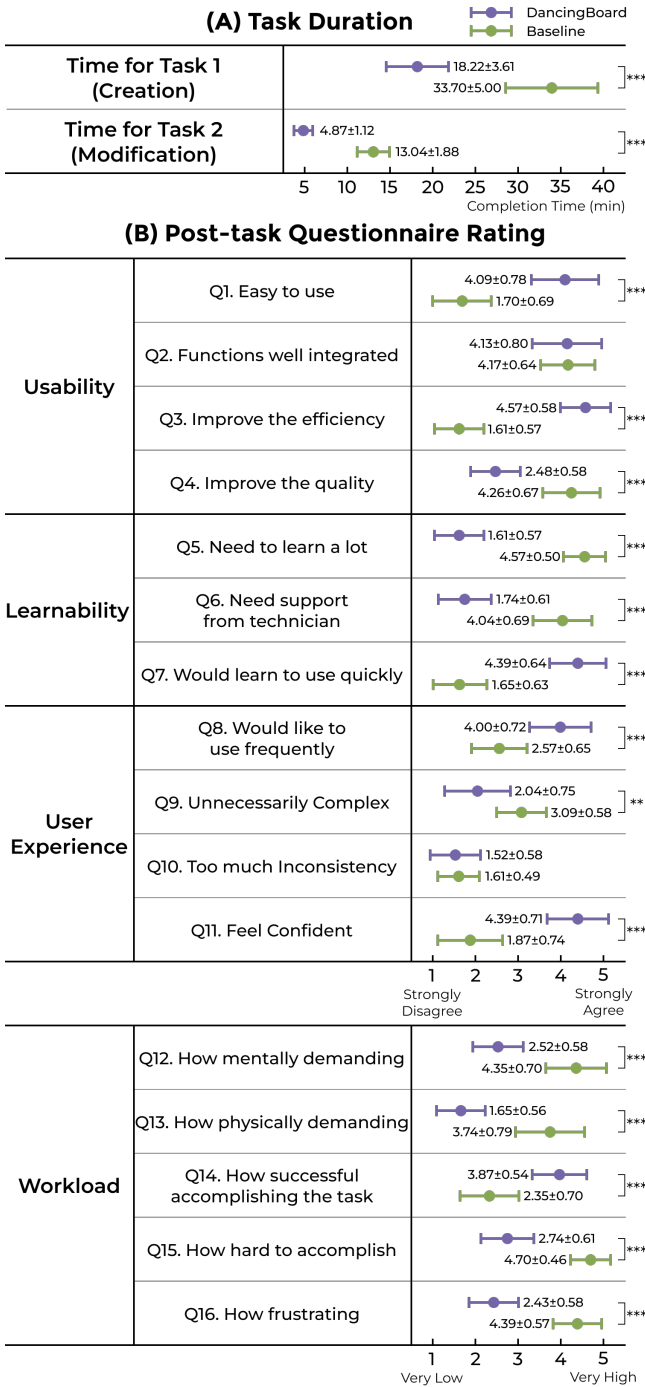 (A) Task Duration
DancingBoard
Baseline
Time for Task 1
(Creation)
18.22±3.61
33.70±5.00
***
Time for Task 2
(Modification)
4.87±1.12
13.04±1.88
***
5 10 15 20 25 30 35 40
Completion Time (min)
(B) Post-task Questionnaire Rating
Usability
Q1. Easy to use
4.09±0.78
1.70±0.69
***
Q2. Functions well integrated
4.13±0.80
4.17±0.64
Q3. Improve the efficiency
4.57±0.58
1.61±0.57
***
Q4. Improve the quality
2.48±0.58
4.26±0.67
***
Learnability
Q5. Need to learn a lot
1.61±0.57
4.57±0.50
***
Q6. Need support
from technician
1.74±0.61
4.04±0.69
***
Q7. Would learn to use quickly
4.39±0.64
1.65±0.63
***
User
Experience
Q8. Would like to
use frequently
4.00±0.72
2.57±0.65
***
Q9. Unnecessarily Complex
2.04±0.75
3.09±0.58
**
Q10. Too much Inconsistency
1.52±0.58
1.61±0.49
Q11. Feel Confident
4.39±0.71
1.87±0.74
***
1 2 3 4 5
Strongly
Disagree
Strongly
Agree
Workload
Q12. How mentally demanding
2.52±0.58
4.35±0.70
***
Q13. How physically demanding
1.65±0.56
3.74±0.79
***
Q14. How successful
accomplishing the task
3.87±0.54
2.35±0.70
***
Q15. How hard to accomplish
2.74±0.61
4.70±0.46
***
Q16. How frustrating
2.43±0.58
4.39±0.57
***
1 2 3 4 5
Very Low
Very High